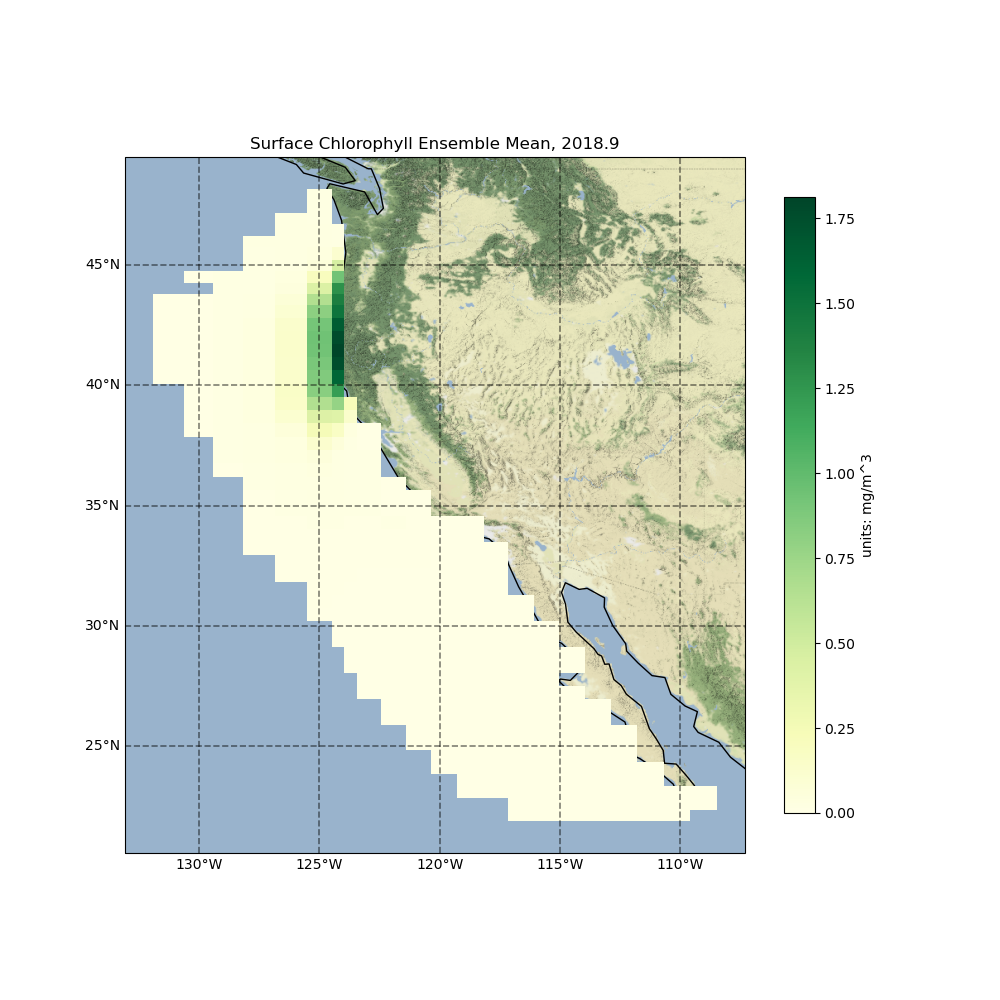 Surface Chlorophyll Ensemble Mean, 2018.9
45°N
40°N
35°N
30°N
25°N
130°W
125°W
120°W
115°W
110°W
1.75
1.50
1.25
1.00
0.75
0.50
0.25
0.00
units: mg/m^3